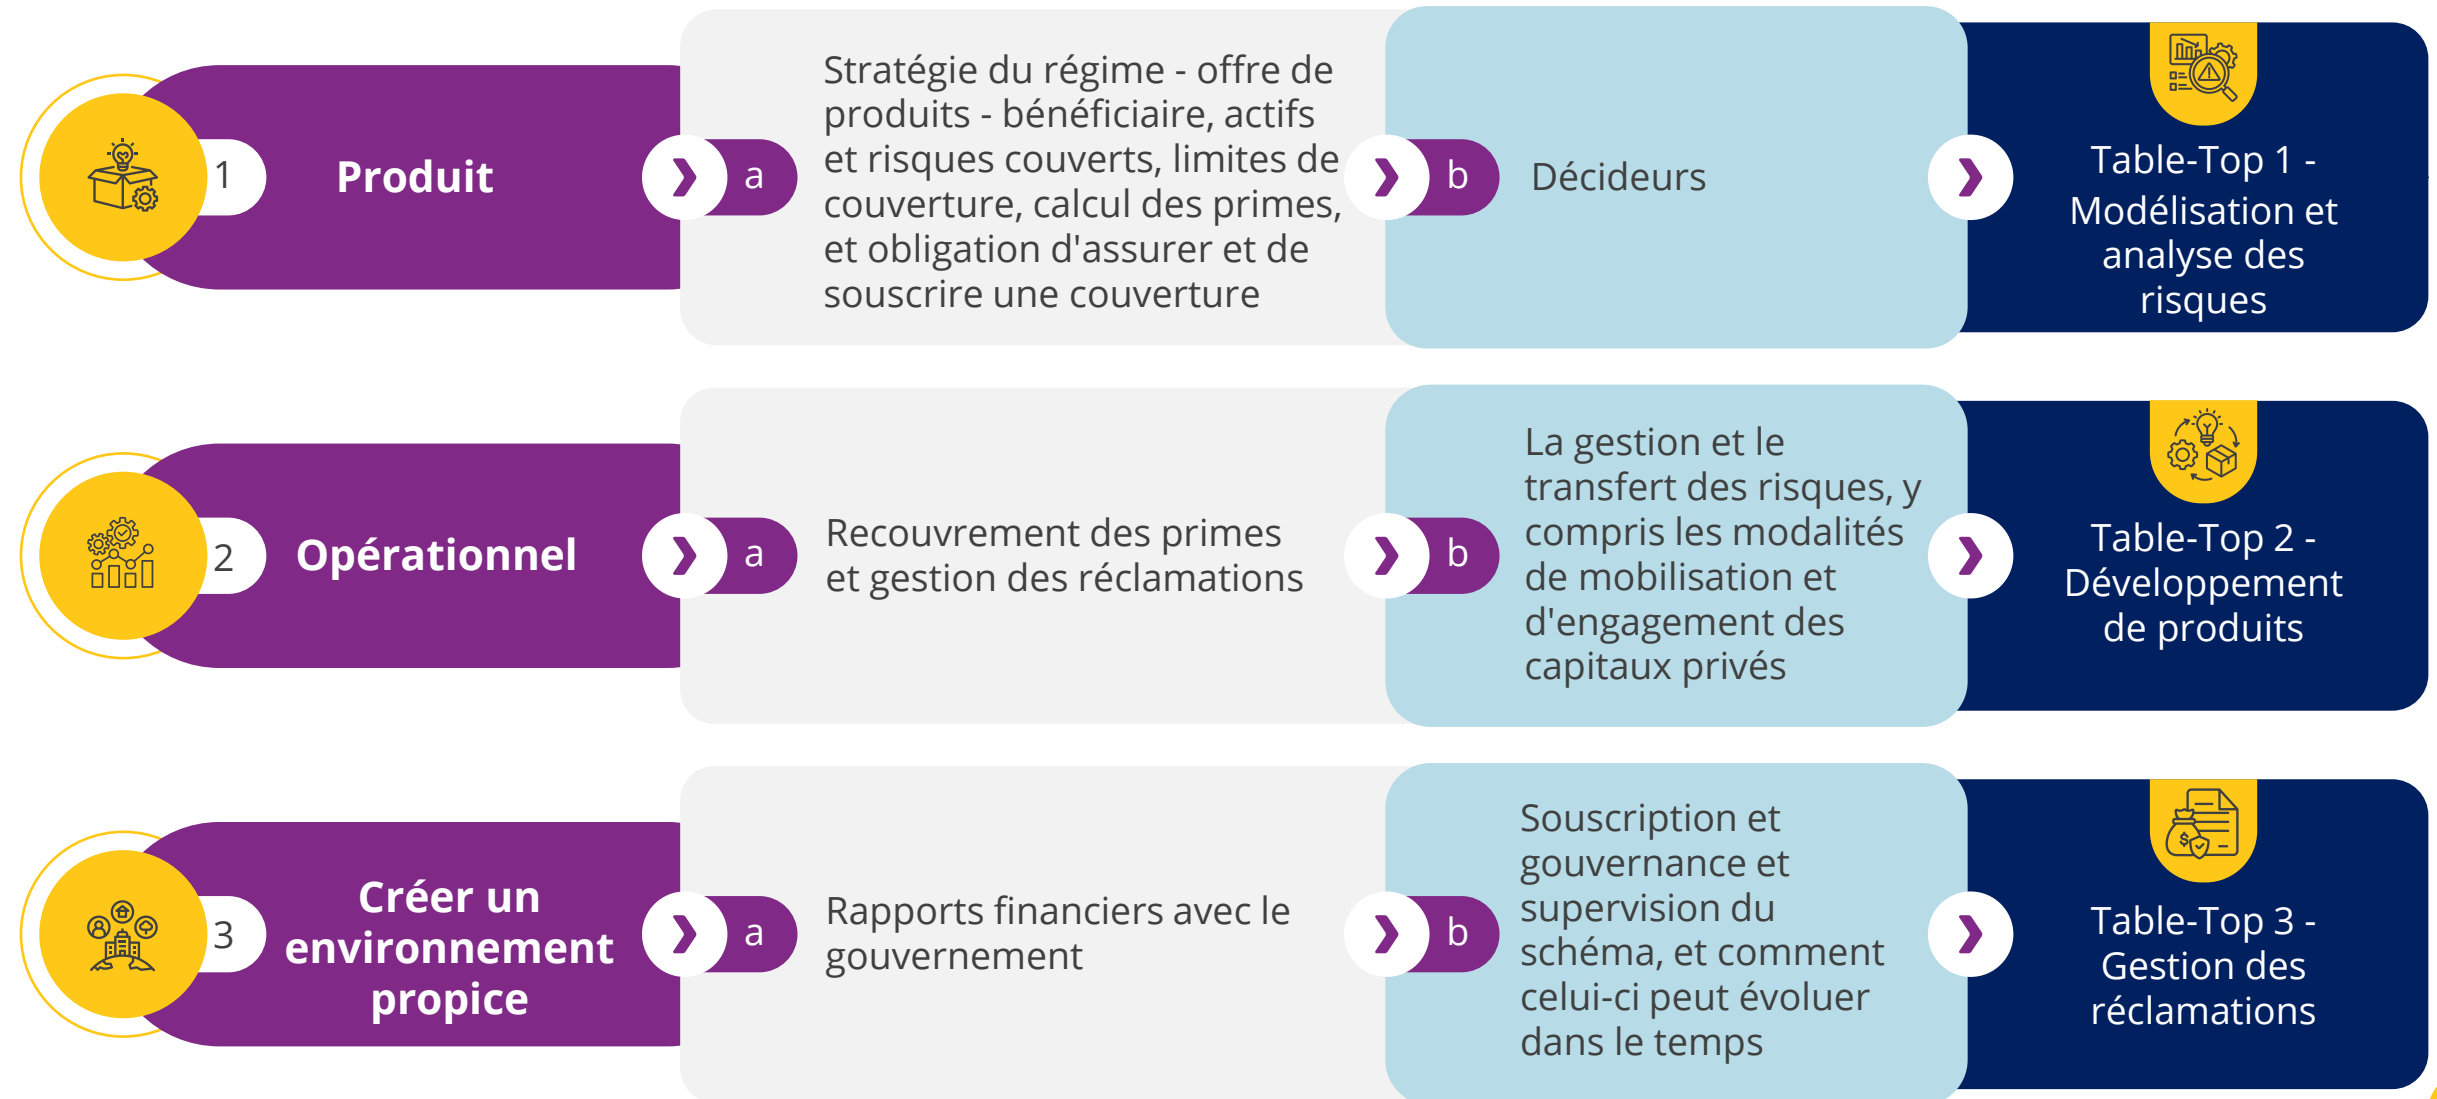 1
Produit
a
Stratégie du régime - offre de
produits - bénéficiaire, actifs
et risques couverts, limites de
couverture, calcul des primes,
et obligation d'assurer et de
souscrire une couverture
b
Décideurs
Table-Top 1 -
Modélisation et
analyse des
risques
2
Opérationnel
a
Recouvrement des primes
et gestion des réclamations
b
La gestion et le
transfert des risques, y
compris les modalités
de mobilisation et
d'engagement des
capitaux privés
Table-Top 2 -
Développement
de produits
3
Créer un
environnement
propice
a
Rapports financiers avec le
gouvernement
b
Souscription et
gouvernance et
supervision du
schéma, et comment
celui-ci peut évoluer
dans le temps
Table-Top 3 -
Gestion des
réclamations